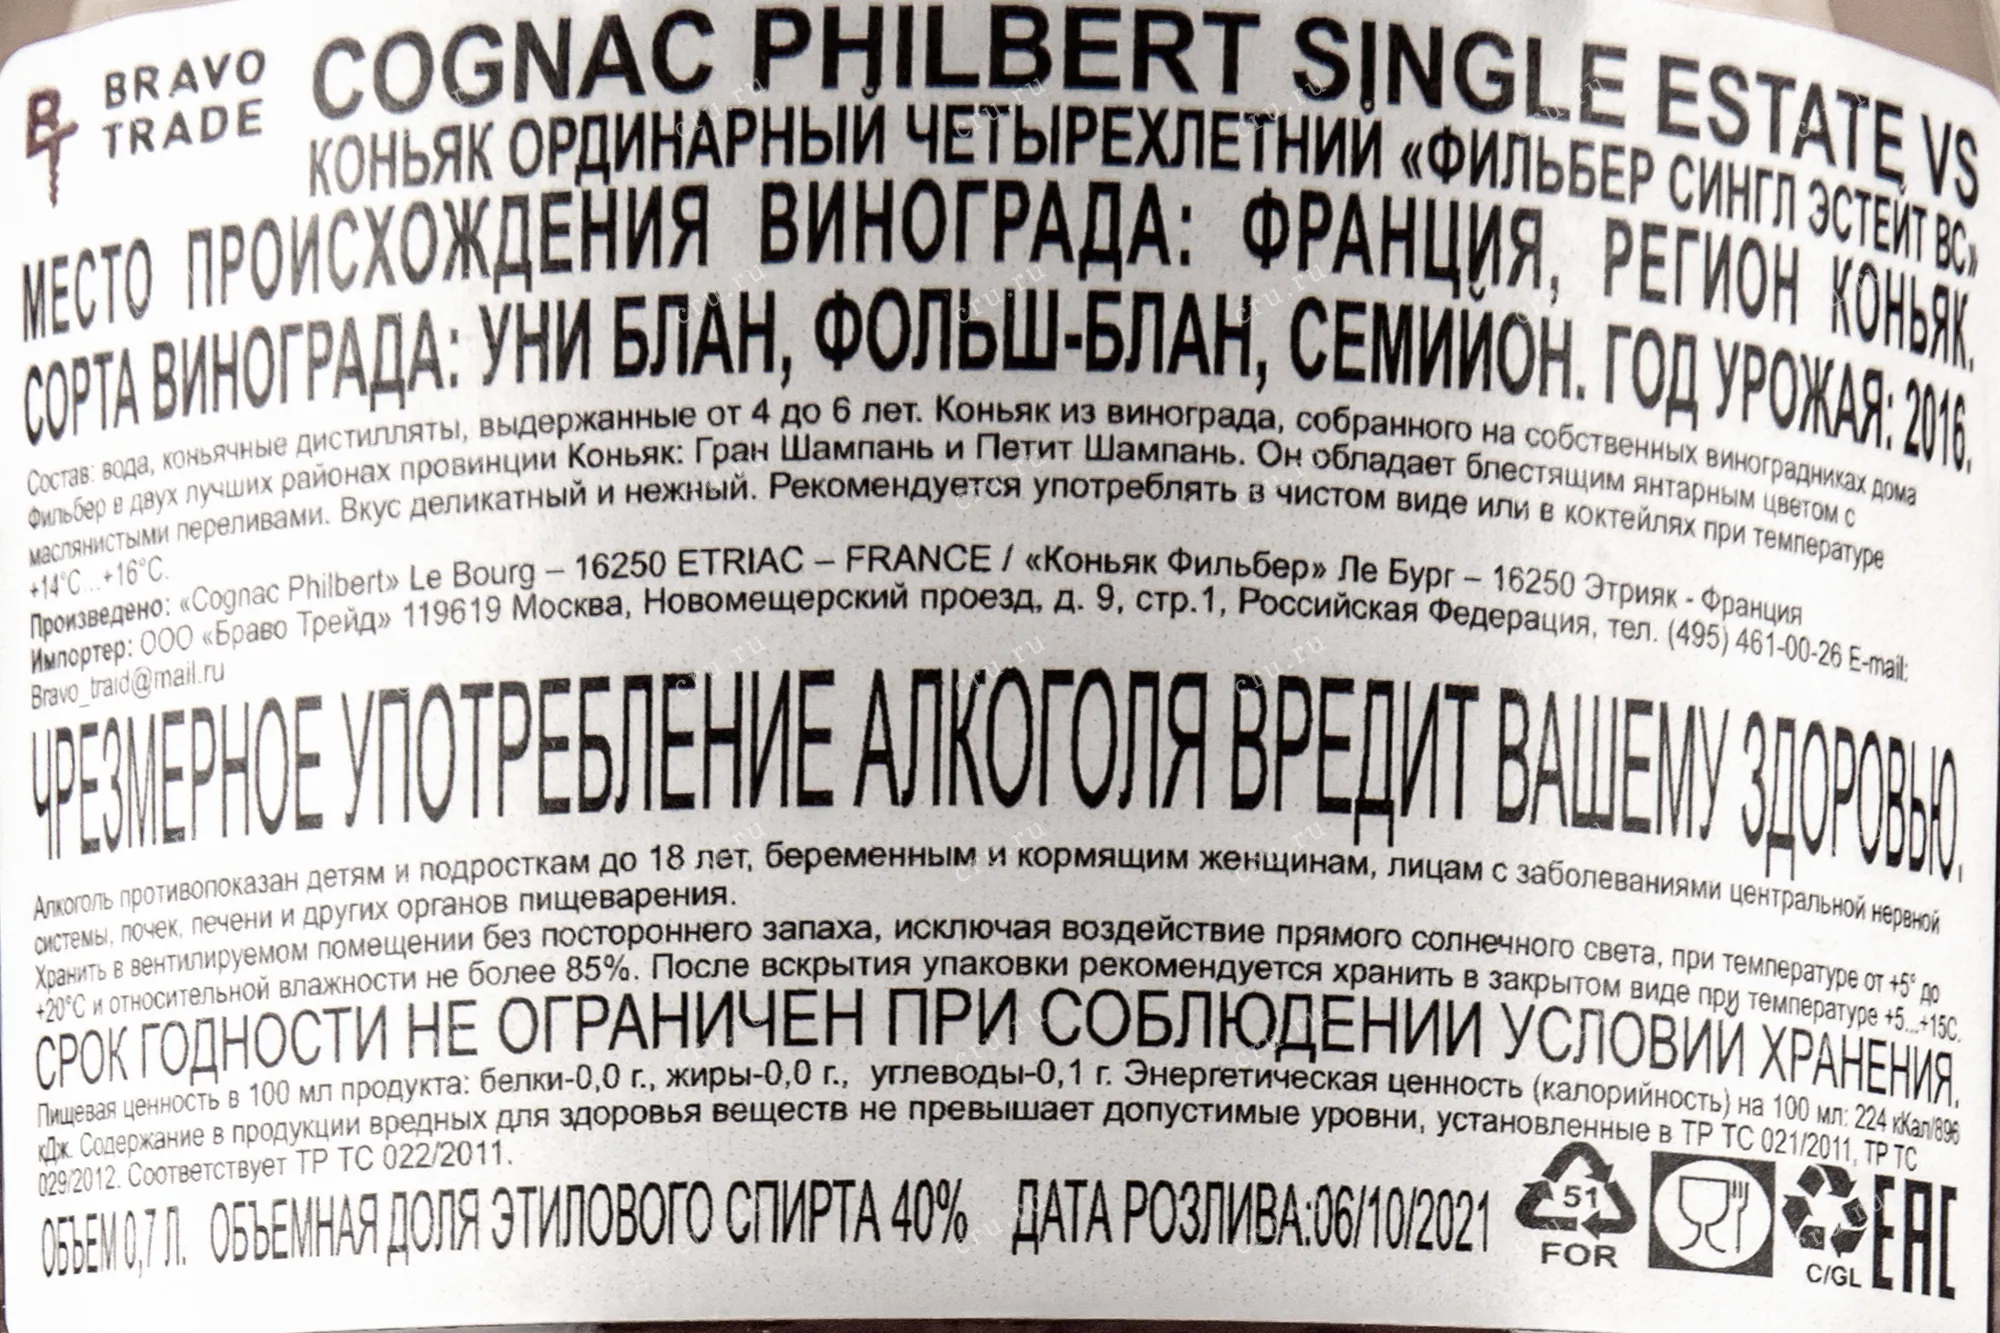 BRAVO
TRADE
COGNAC PHILBERT SINGLE ESTATE VS
КОНЬЯК ОРДИНАРНЫЙ ЧЕТЫРЕХЛЕТНИЙ «ФИЛЬБЕР СИНГЛ ЭСТЕЙТ ВС»
МЕСТО ПРОИСХОЖДЕНИЯ ВИНОГРАДА: ФРАНЦИЯ, РЕГИОН КОНЬЯК.
СОРТА ВИНОГРАДА: УНИ БЛАН, ФОЛЬШ-БЛАН, СЕМИЙОН. ГОД УРОЖАЯ: 2016.
Состав: вода, коньячные дистилляты, выдержанные от 4 до 6 лет. Коньяк из винограда, собранного на собственных виноградниках дома
Фильбер в двух лучших районах провинции Коньяк: Гран Шампань и Петит Шампань. Он обладает блестящим янтарным цветом с
маслянистыми переливами. Вкус деликатный и нежный. Рекомендуется употреблять в чистом виде или в коктейлях при температуре
+14°С...+16°С.
Произведено: «Cognac Philbert» Le Bourg – 16250 ETRIAC – FRANCE / «Коньяк Фильбер» Ле Бург – 16250 Этрияк - Франция
Импортер: ООО «Браво Трейд» 119619 Москва, Новомещерский проезд, д. 9, стр.1, Российская Федерация, тел. (495) 461-00-26 E-mail:
Bravo_traid@mail.ru
ЧРЕЗМЕРНОЕ УПОТРЕБЛЕНИЕ АЛКОГОЛЯ ВРЕДИТ ВАШЕМУ ЗДОРОВЬЮ.
Алкоголь противопоказан детям и подросткам до 18 лет, беременным и кормящим женщинам, лицам с заболеваниями центральной нервной
системы, почек, печени и других органов пищеварения.
Хранить в вентилируемом помещении без постороннего запаха, исключая воздействие прямого солнечного света, при температуре от +5° до
+20°С и относительной влажности не более 85%. После вскрытия упаковки рекомендуется хранить в закрытом виде при температуре +5...+15С.
СРОК ГОДНОСТИ НЕ ОГРАНИЧЕН ПРИ СОБЛЮДЕНИИ УСЛОВИЙ ХРАНЕНИЯ.
Пищевая ценность в 100 мл продукта: белки-0,0 г., жиры-0,0 г., углеводы-0,1 г. Энергетическая ценность (калорийность) на 100 мл: 224 кКал/896
кДж. Содержание в продукции вредных для здоровья веществ не превышает допустимые уровни, установленные в ТР ТС 021/2011, ТР ТС
029/2012. Соответствует ТР ТС 022/2011.
ОБЪЕМ 0,7 Л. ОБЪЕМНАЯ ДОЛЯ ЭТИЛОВОГО СПИРТА 40% ДАТА РОЗЛИВА:06/10/2021
51
FOR
C/GL
EAC